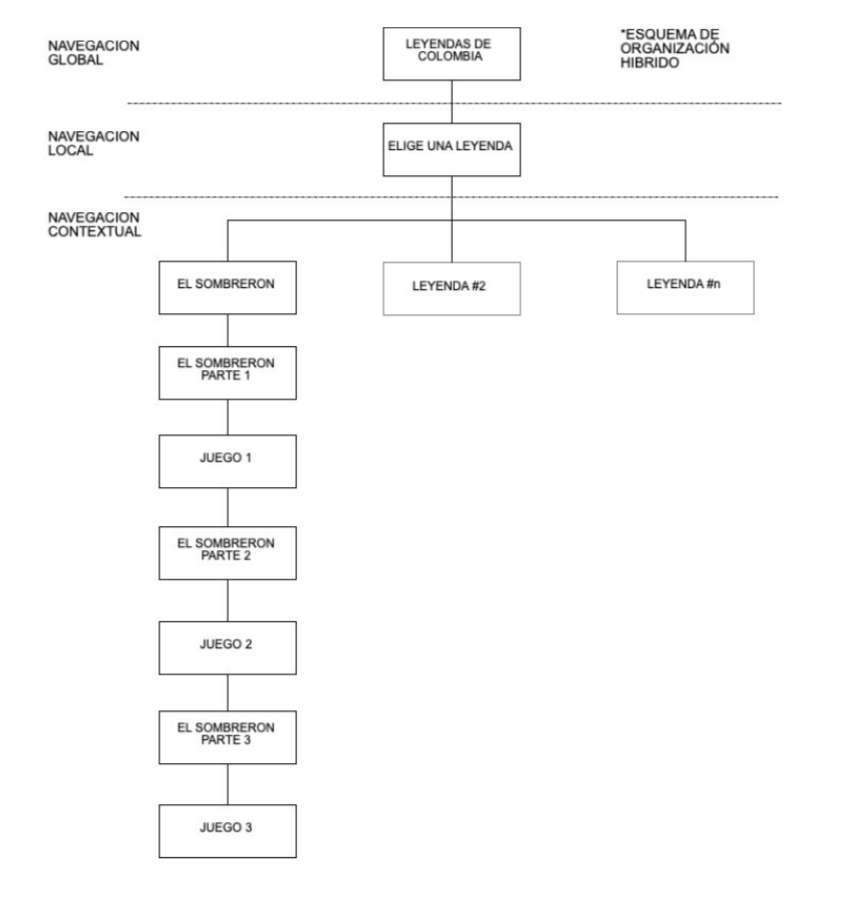 NAVEGACION
GLOBAL
LEYENDAS DE
COLOMBIA
*ESQUEMA DE
ORGANIZACIÓN
HIBRIDO
NAVEGACION
LOCAL
ELIGE UNA LEYENDA
NAVEGACION
CONTEXTUAL
EL SOMBRERON
LEYENDA #2
LEYENDA #n
EL SOMBRERON
PARTE 1
JUEGO 1
EL SOMBRERON
PARTE 2
JUEGO 2
EL SOMBRERON
PARTE 3
JUEGO 3